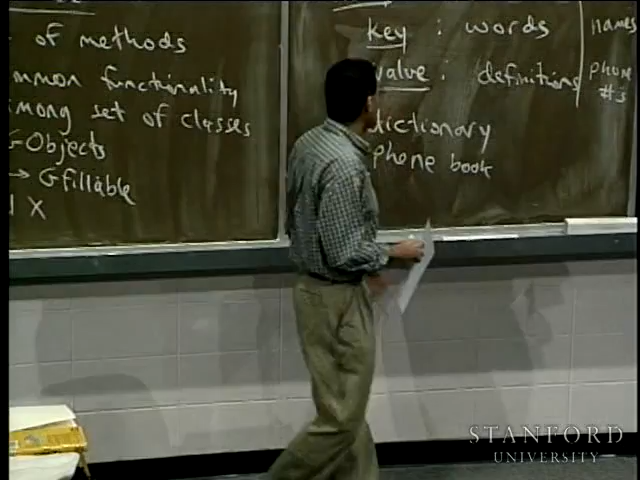 of methods
mmon functionality
mong set of classes
GObjects
→ Gfillable
X
key : words
names
value : definitions
phone
#s
dictionary
phone book
STANFORD
UNIVERSITY